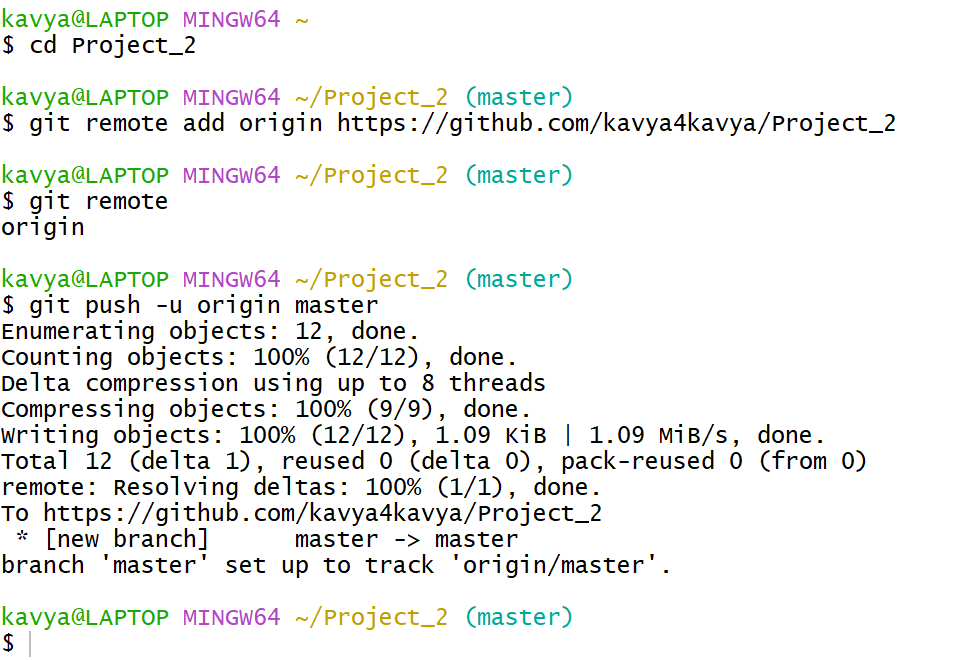 kavya@LAPTOP MINGW64 ~
$ cd Project_2
kavya@LAPTOP MINGW64 ~/Project_2 (master)
$ git remote add origin https://github.com/kavya4kavya/Project_2
kavya@LAPTOP MINGW64 ~/Project_2 (master)
$ git remote
origin
kavya@LAPTOP MINGW64 ~/Project_2 (master)
$ git push -u origin master
Enumerating objects: 12, done.
Counting objects: 100% (12/12), done.
Delta compression using up to 8 threads
Compressing objects: 100% (9/9), done.
Writing objects: 100% (12/12), 1.09 KiB | 1.09 MiB/s, done.
Total 12 (delta 1), reused 0 (delta 0), pack-reused 0 (from 0)
remote: Resolving deltas: 100% (1/1), done.
To https://github.com/kavya4kavya/Project_2
 * [new branch]      master -> master
branch 'master' set up to track 'origin/master'.
kavya@LAPTOP MINGW64 ~/Project_2 (master)
$